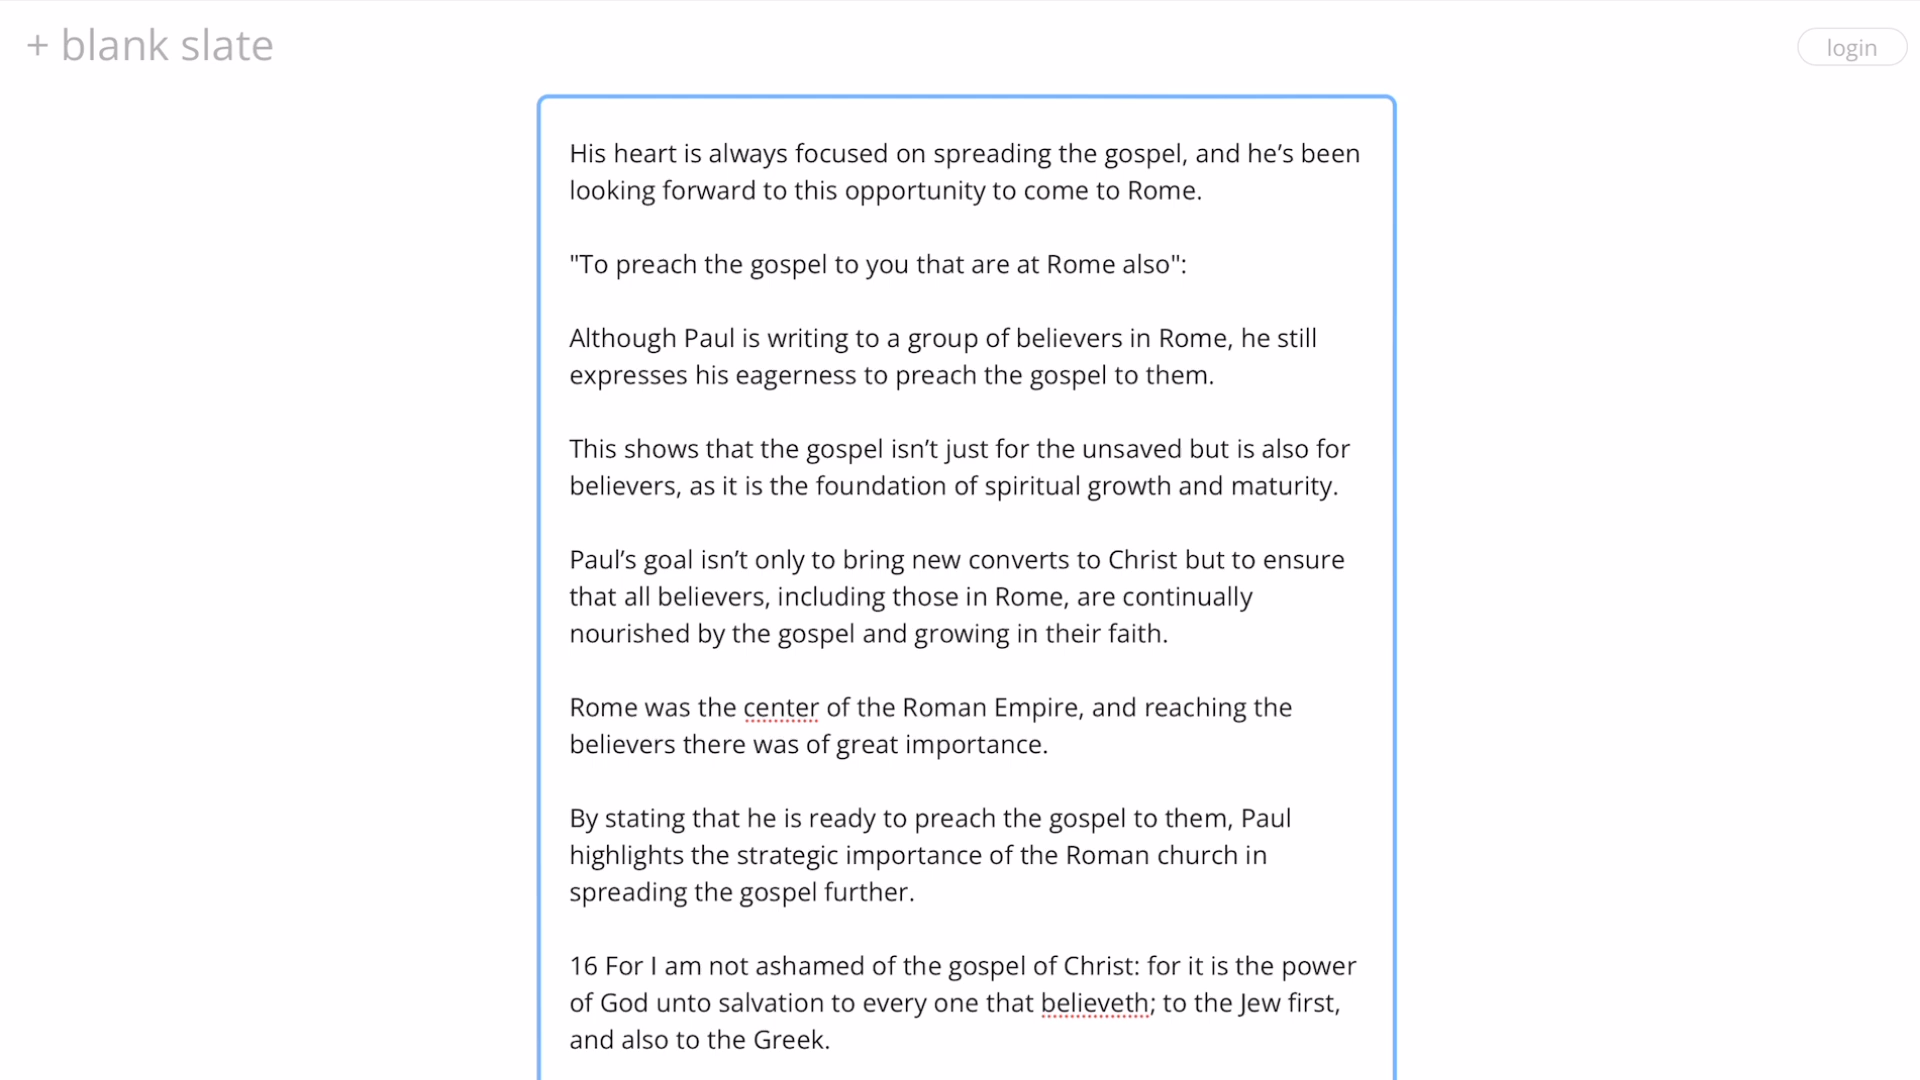 + blank slate
login
His heart is always focused on spreading the gospel, and he’s been
looking forward to this opportunity to come to Rome.
"To preach the gospel to you that are at Rome also":
Although Paul is writing to a group of believers in Rome, he still
expresses his eagerness to preach the gospel to them.
This shows that the gospel isn’t just for the unsaved but is also for
believers, as it is the foundation of spiritual growth and maturity.
Paul’s goal isn’t only to bring new converts to Christ but to ensure
that all believers, including those in Rome, are continually
nourished by the gospel and growing in their faith.
Rome was the center of the Roman Empire, and reaching the
believers there was of great importance.
By stating that he is ready to preach the gospel to them, Paul
highlights the strategic importance of the Roman church in
spreading the gospel further.
16 For I am not ashamed of the gospel of Christ: for it is the power
of God unto salvation to every one that believeth; to the Jew first,
and also to the Greek.